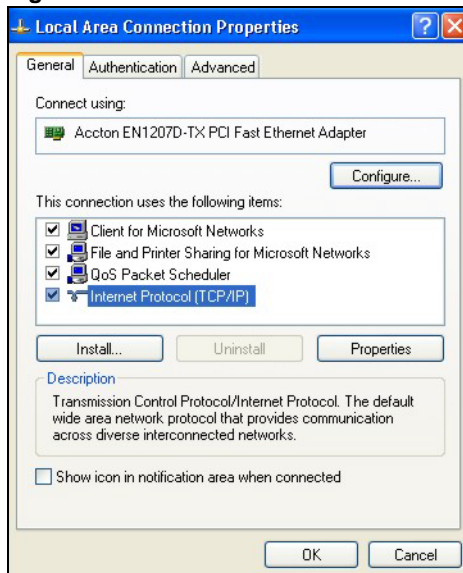 Local Area Connection Properties
General Authentication Advanced
Connect using:
Accton EN1207D-TX PCI Fast Ethernet Adapter
Configure...
This connection uses the following items:
Client for Microsoft Networks
File and Printer Sharing for Microsoft Networks
QoS Packet Scheduler
Internet Protocol (TCP/IP)
Install... Uninstall Properties
Description
Transmission Control Protocol/Internet Protocol. The default
wide area network protocol that provides communication
across diverse interconnected networks.
Show icon in notification area when connected
OK Cancel